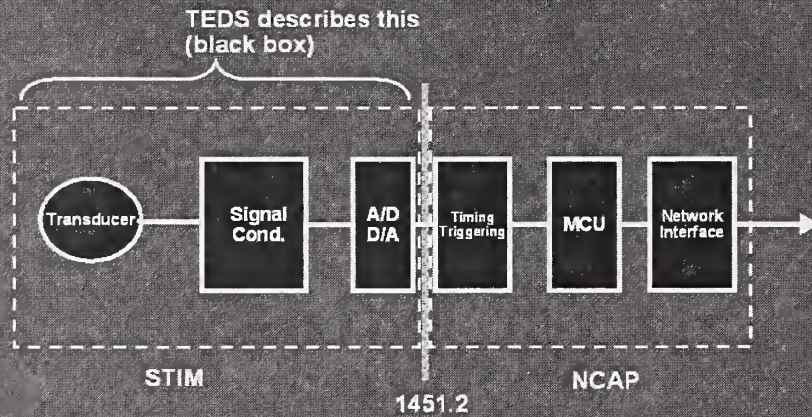 TEDS describes this
(black box)
Transducer
Signal
Cond.
A/D
D/A
Timing
Triggering
MCU
Network
Interface
STIM
NCAP
1451.2